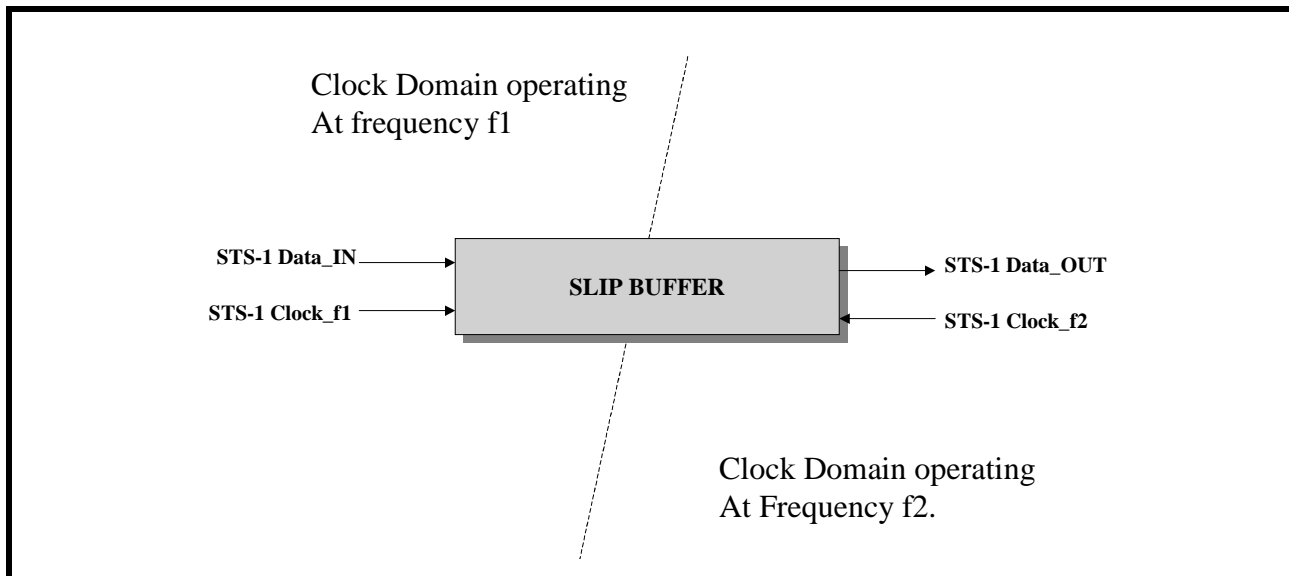 Clock Domain operating
At frequency f1
STS-1 Data_IN
STS-1 Clock_f1
SLIP BUFFER
STS-1 Data_OUT
STS-1 Clock_f2
Clock Domain operating
At Frequency f2.